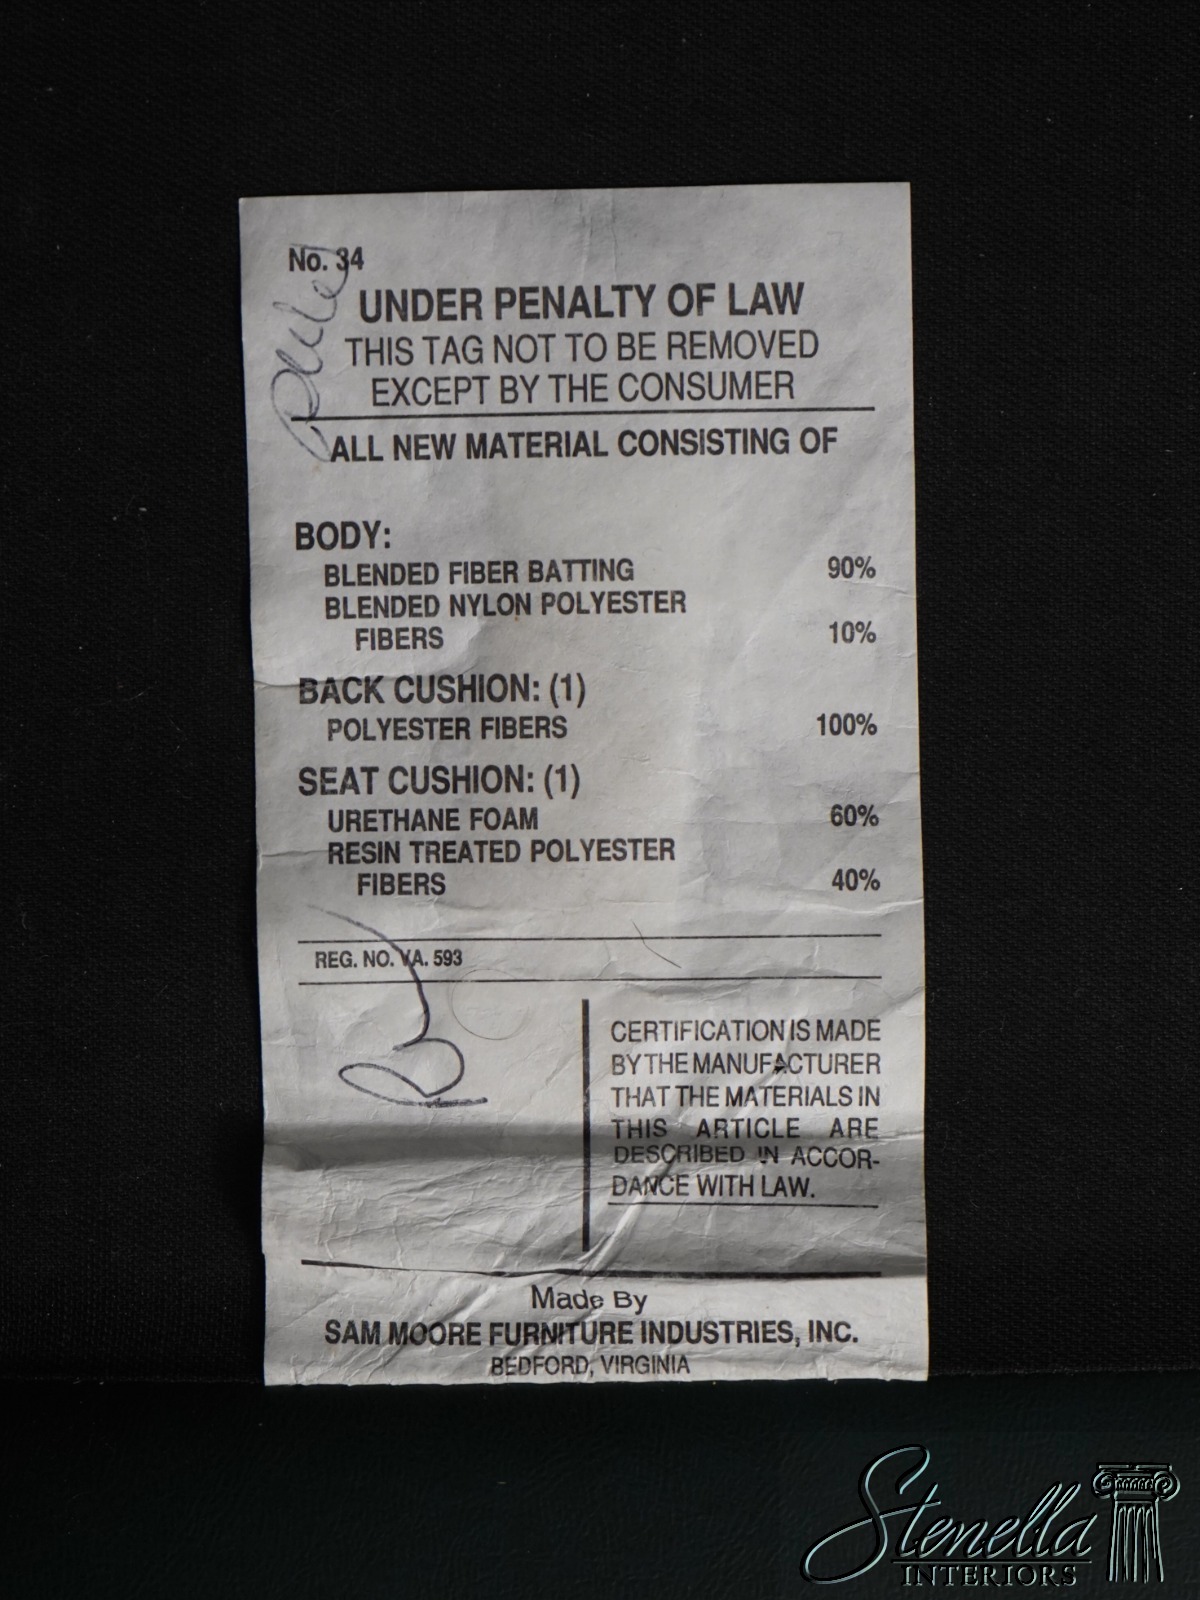 No. 34
UNDER PENALTY OF LAW
THIS TAG NOT TO BE REMOVED
EXCEPT BY THE CONSUMER
ALL NEW MATERIAL CONSISTING OF
BODY:
BLENDED FIBER BATTING 90%
BLENDED NYLON POLYESTER
FIBERS 10%
BACK CUSHION: (1)
POLYESTER FIBERS 100%
SEAT CUSHION: (1)
URETHANE FOAM 60%
RESIN TREATED POLYESTER
FIBERS 40%
REG. NO. VA. 593
CERTIFICATION IS MADE
BY THE MANUFACTURER
THAT THE MATERIALS IN
THIS ARTICLE ARE
DESCRIBED IN ACCOR-
DANCE WITH LAW.
Made By
SAM MOORE FURNITURE INDUSTRIES, INC.
BEDFORD, VIRGINIA
Stenella
INTERIORS